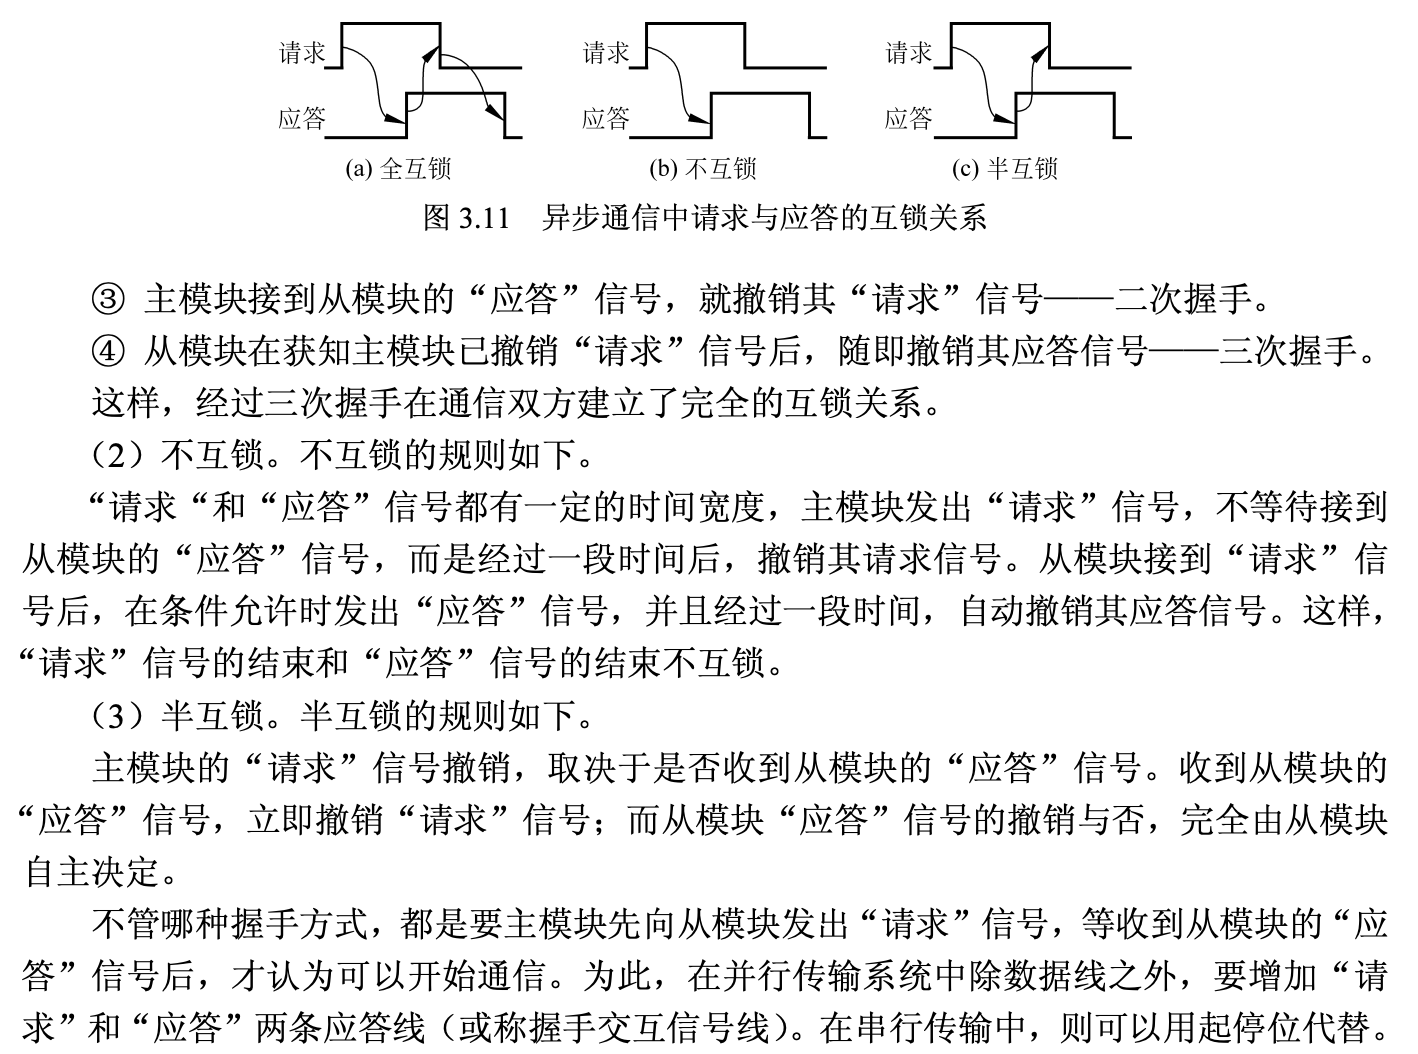 请求 请求 请求
应答 应答 应答
(a) 全互锁 (b) 不互锁 (c) 半互锁
图 3.11 异步通信中请求与应答的互锁关系
③ 主模块接到从模块的“应答”信号，就撤销其“请求”信号——二次握手。
④ 从模块在获知主模块已撤销“请求”信号后，随即撤销其应答信号——三次握手。
这样，经过三次握手在通信双方建立了完全的互锁关系。
（2）不互锁。不互锁的规则如下。
“请求“和“应答”信号都有一定的时间宽度，主模块发出“请求”信号，不等待接到
从模块的“应答”信号，而是经过一段时间后，撤销其请求信号。从模块接到“请求”信
号后，在条件允许时发出“应答”信号，并且经过一段时间，自动撤销其应答信号。这样，
“请求”信号的结束和“应答”信号的结束不互锁。
（3）半互锁。半互锁的规则如下。
主模块的“请求”信号撤销，取决于是否收到从模块的“应答”信号。收到从模块的
“应答”信号，立即撤销“请求”信号；而从模块“应答”信号的撤销与否，完全由从模块
自主决定。
不管哪种握手方式，都是要主模块先向从模块发出“请求”信号，等收到从模块的“应
答”信号后，才认为可以开始通信。为此，在并行传输系统中除数据线之外，要增加“请
求”和“应答”两条应答线（或称握手交互信号线）。在串行传输中，则可以用起停位代替。